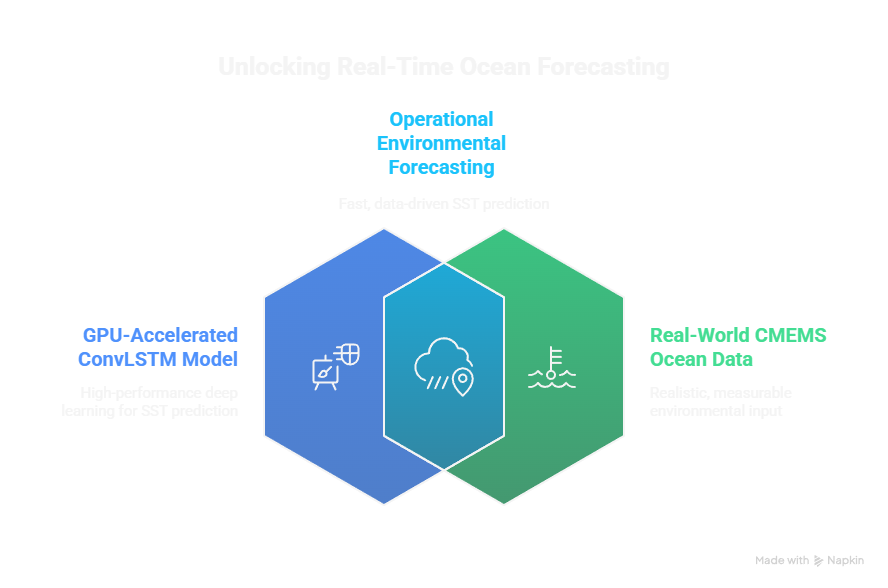 Unlocking Real-Time Ocean Forecasting
Operational
Environmental
Forecasting
Fast, data-driven SST prediction
GPU-Accelerated
ConvLSTM Model
High-performance deep
learning for SST prediction
Real-World CMEMS
Ocean Data
Realistic, measurable
environmental input
Made with Napkin